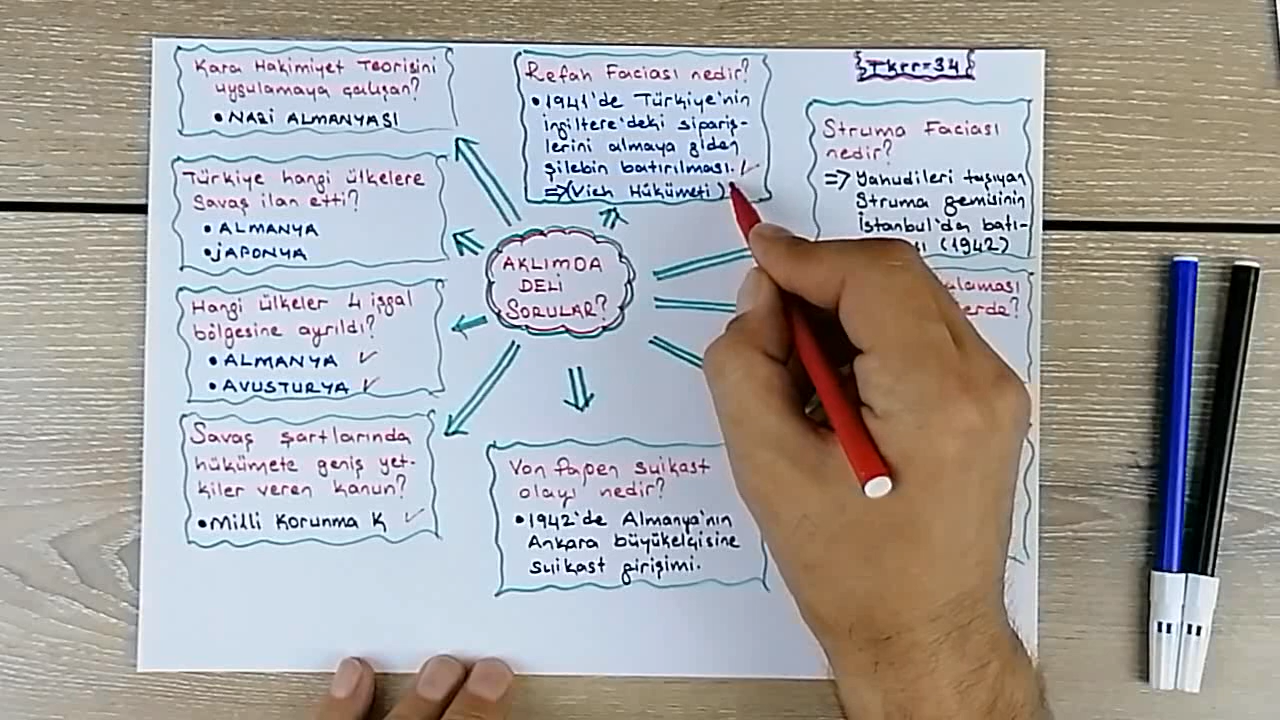 Kara Hakimiyet Teorisini
uygulamaya çalışan?
• NAZİ ALMANYASI
Türkiye hangi ülkelere
Savaş ilan etti?
• ALMANYA
• JAPONYA
Hangi ülkeler 4 işgal
bölgesine ayrıldı?
• ALMANYA ✓
• AVUSTURYA ✓
Savaş şartlarında
hükümete geniş yet-
kiler veren kanun?
• Milli Korunma K ✓
Refah Faciası nedir?
• 1941'de Türkiye'nin
İngiltere'deki sipariş-
lerini almaya giden
şilebin batırılması. ✓
=> (Vich Hükümeti)
AKLIMDA
DELİ
SORULAR?
Von Papen suikast
olayı nedir?
• 1942'de Almanya'nın
Ankara büyükelçisine
suikast girişimi.
Tkrr=34
Struma Faciası
nedir?
=> Yahudileri taşıyan
Struma gemisinin
İstanbul'da batı-
(1942)